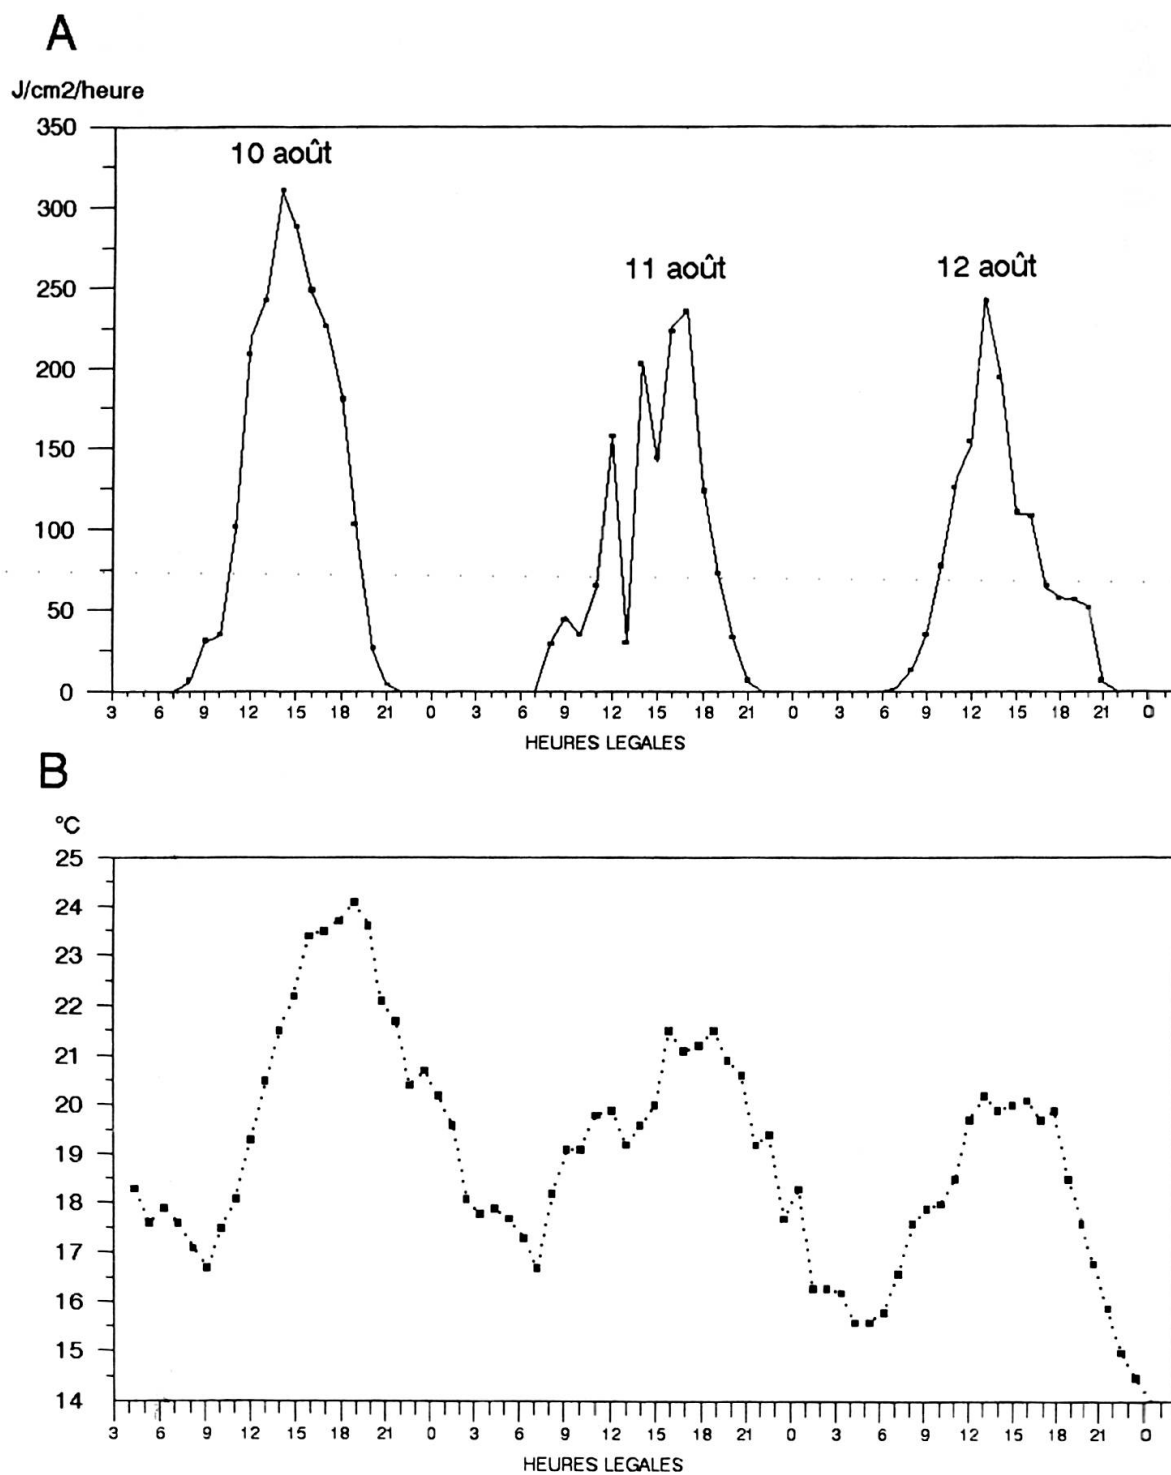 A
J/cm2/heure
350
10 août
300
11 août
12 août
250
200
150
100
50
0
3 6 9 12 15 18 21 0 3 6 9 12 15 18 21 0 3 6 9 12 15 18 21 0
HEURES LEGALES
B
°C
25
24
23
22
21
20
19
18
17
16
15
14
3 6 9 12 15 18 21 0 3 6 9 12 15 18 21 0 3 6 9 12 15 18 21 0
HEURES LEGALES